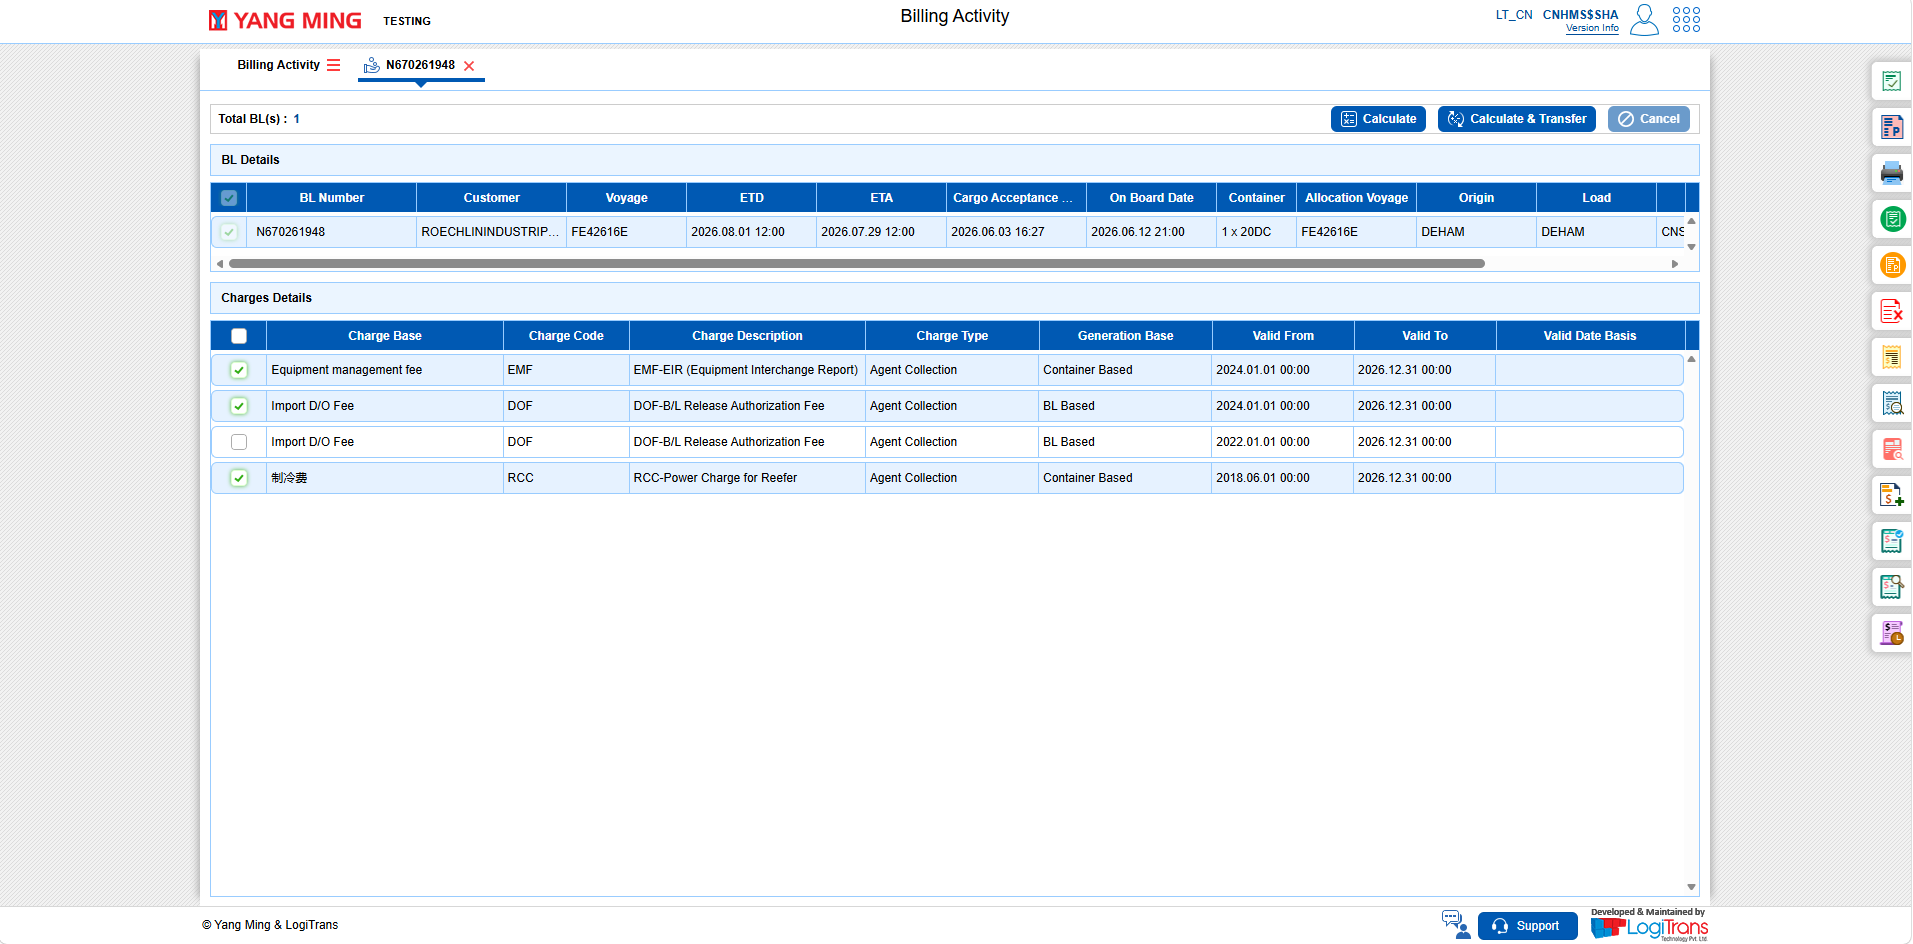 YANG MING TESTING Billing Activity LT_CN CNHMS$SHA
Version Info
Billing Activity N670261948
Total BL(s) : 1 Calculate Calculate & Transfer Cancel
BL Details
BL Number Customer Voyage ETD ETA Cargo Acceptance ... On Board Date Container Allocation Voyage Origin Load
N670261948 ROECHLININDUSTRIP... FE42616E 2026.08.01 12:00 2026.07.29 12:00 2026.06.03 16:27 2026.06.12 21:00 1 x 20DC FE42616E DEHAM DEHAM CNS
Charges Details
Charge Base Charge Code Charge Description Charge Type Generation Base Valid From Valid To Valid Date Basis
Equipment management fee EMF EMF-EIR (Equipment Interchange Report) Agent Collection Container Based 2024.01.01 00:00 2026.12.31 00:00
Import D/O Fee DOF DOF-B/L Release Authorization Fee Agent Collection BL Based 2024.01.01 00:00 2026.12.31 00:00
Import D/O Fee DOF DOF-B/L Release Authorization Fee Agent Collection BL Based 2022.01.01 00:00 2026.12.31 00:00
制冷费 RCC RCC-Power Charge for Reefer Agent Collection Container Based 2018.06.01 00:00 2026.12.31 00:00
© Yang Ming & LogiTrans Support Developed & Maintained by
LogiTrans
Technology Pvt. Ltd.